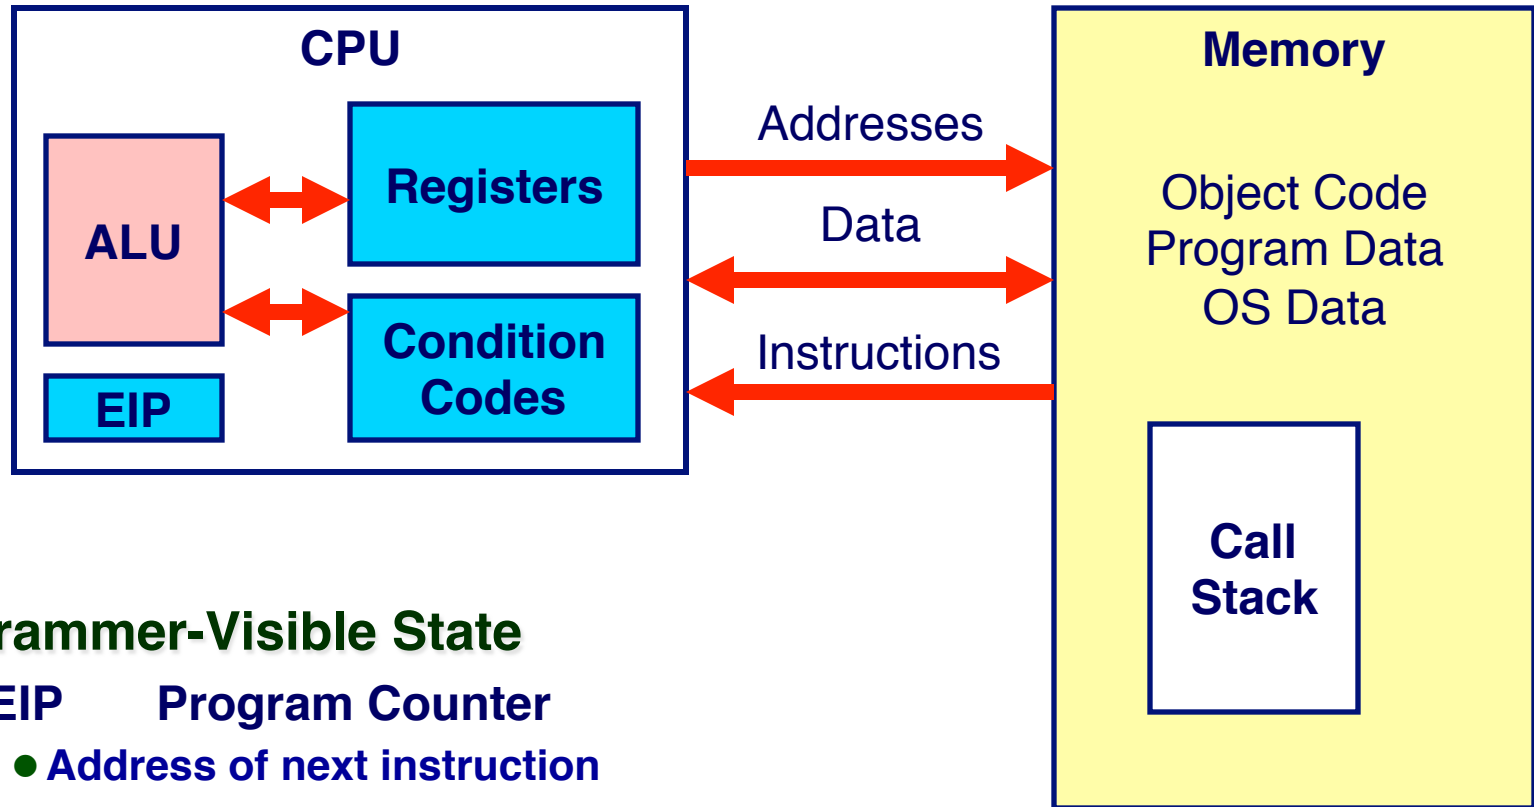 CPU
ALU
Registers
Condition
Codes
EIP
Addresses
Data
Instructions
Memory
Object Code
Program Data
OS Data
Call
Stack
rammer-Visible State
EIP Program Counter
● Address of next instruction